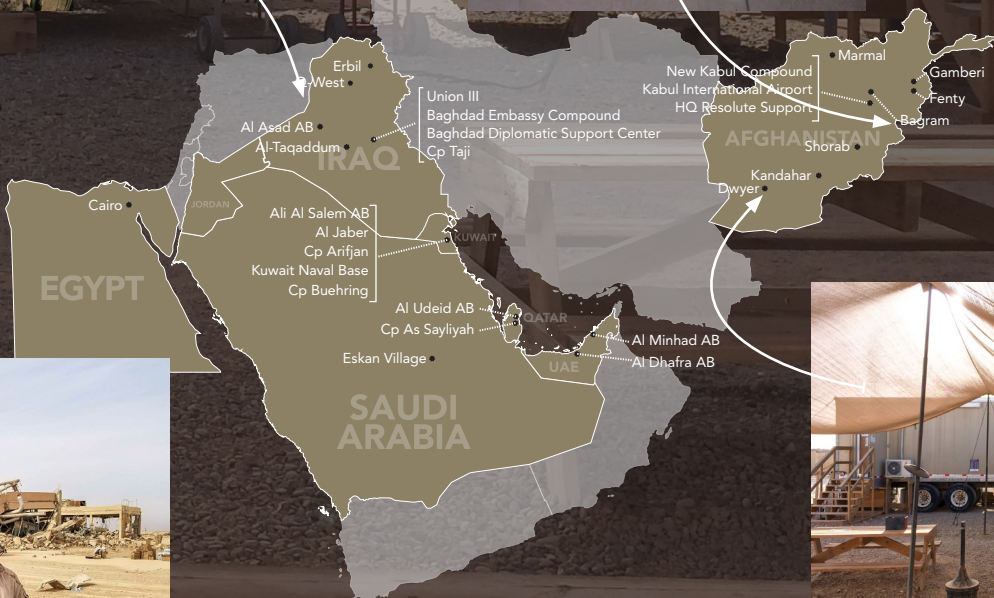 Erbil
Q-West
Al Asad AB
Al-Taqaddum
IRAQ
Union III
Baghdad Embassy Compound
Baghdad Diplomatic Support Center
Cp Taji
Cairo
EGYPT
JORDAN
Ali Al Salem AB
Al Jaber
Cp Arifjan
Kuwait Naval Base
Cp Buehring
KUWAIT
Al Udeid AB
Cp As Sayliyah
QATAR
Eskan Village
SAUDI
ARABIA
UAE
Al Minhad AB
Al Dhafra AB
Marmal
New Kabul Compound
Kabul International Airport
HQ Resolute Support
Gamberi
Fenty
Bagram
AFGHANISTAN
Shorab
Kandahar
Dwyer